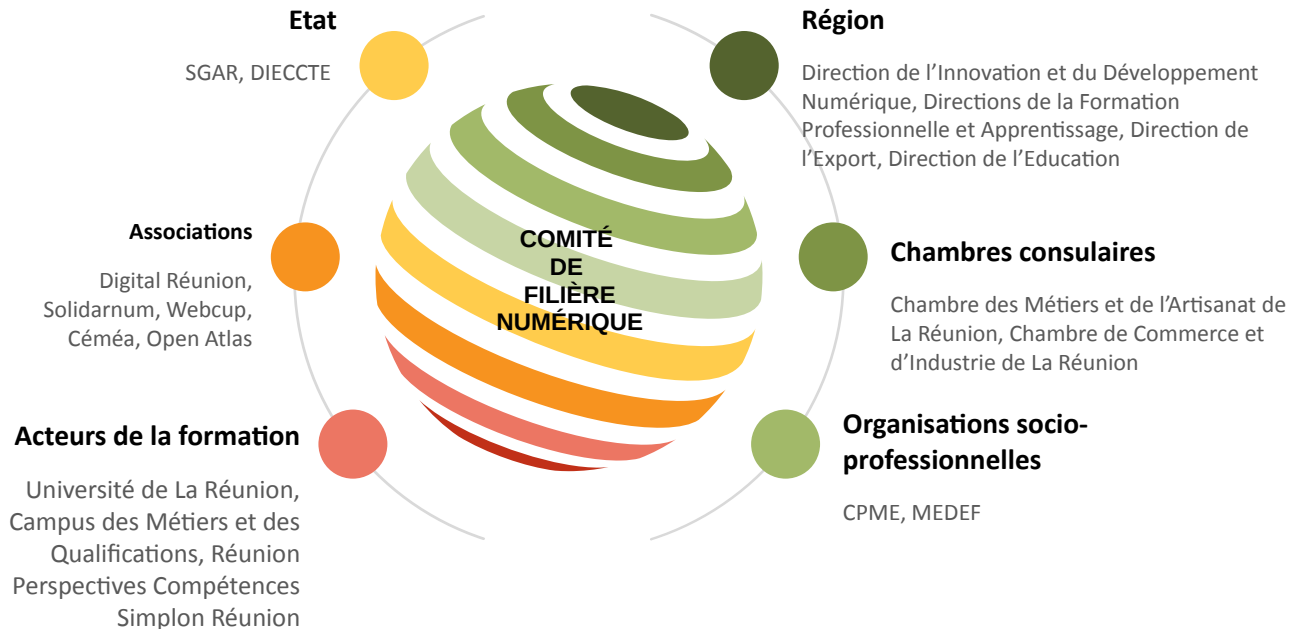 Etat
SGAR, DIECCTE
Région
Direction de l’Innovation et du Développement
Numérique, Directions de la Formation
Professionnelle et Apprentissage, Direction de
l’Export, Direction de l’Education
Associations
Digital Réunion,
Solidarnum, Webcup,
Céméa, Open Atlas
COMITÉ
DE
FILIÈRE
NUMÉRIQUE
Chambres consulaires
Chambre des Métiers et de l’Artisanat de
La Réunion, Chambre de Commerce et
d’Industrie de La Réunion
Acteurs de la formation
Université de La Réunion,
Campus des Métiers et des
Qualifications, Réunion
Perspectives Compétences
Simplon Réunion
Organisations socio-
professionnelles
CPME, MEDEF